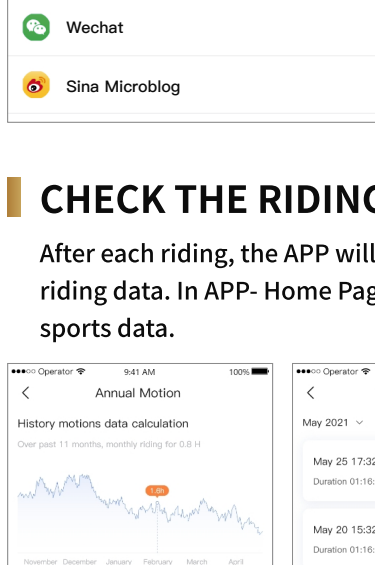 Wechat
Sina Microblog
CHECK THE RIDING
After each riding, the APP will
riding data. In APP- Home Pag
sports data.
Operator 9:41 AM 100%
Annual Motion
History motions data calculation
Over past 11 months, monthly riding for 0.8 H
1.0h
November December January February March April
Operator
May 2021
May 25 17:32
Duration 01:16:
May 20 15:32
Duration 01:16: